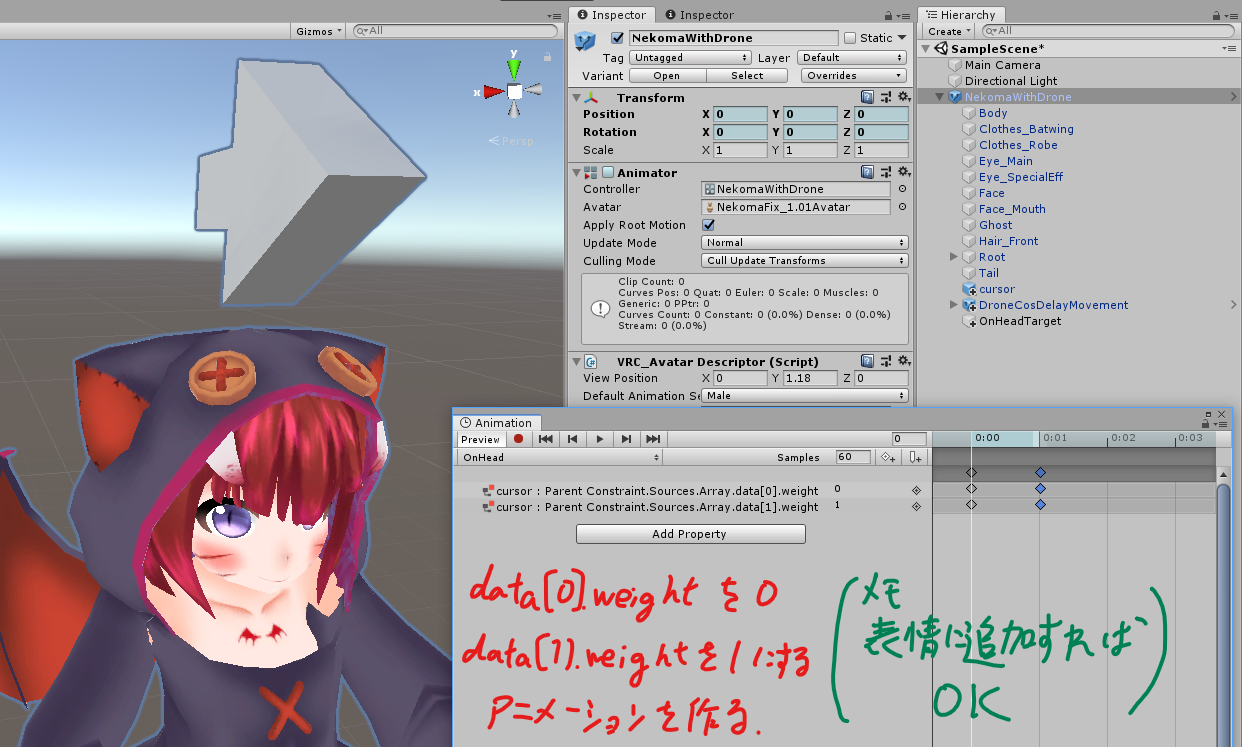 Gizmos
All
y
x
Persp
Inspector
Inspector
NekomaWithDrone
Static
Tag Untagged Layer Default
Variant Open Select Overrides
Transform
Position X 0 Y 0 Z 0
Rotation X 0 Y 0 Z 0
Scale X 1 Y 1 Z 1
Animator
Controller NekomaWithDrone
Avatar NekomaFix_1.01Avatar
Apply Root Motion
Update Mode Normal
Culling Mode Cull Update Transforms
Clip Count: 0
Curves Pos: 0 Quat: 0 Euler: 0 Scale: 0 Muscles: 0
Generic: 0 PPtr: 0
Curves Count: 0 Constant: 0 (0.0%) Dense: 0 (0.0%)
Stream: 0 (0.0%)
VRC_Avatar Descriptor (Script)
View Position X 0 Y 1.18 Z 0
Default Animation Se Male
Hierarchy
Create All
SampleScene*
Main Camera
Directional Light
NekomaWithDrone
Body
Clothes_Batwing
Clothes_Robe
Eye_Main
Eye_SpecialEff
Face
Face_Mouth
Ghost
Hair_Front
Root
Tail
cursor
DroneCosDelayMovement
OnHeadTarget
Animation
Preview 0 0:00 0:01 0:02 0:03
OnHead Samples 60
cursor : Parent Constraint.Sources.Array.data[0].weight 0
cursor : Parent Constraint.Sources.Array.data[1].weight 1
Add Property
data[0].weight を 0
data[1].weight を 1 にする
アニメーションを作る.
(メモ
表情に追加すれば
OK)